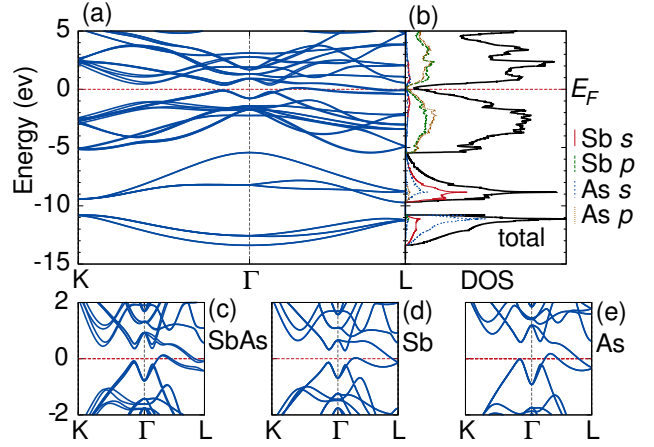 (a)
(b)
Energy (ev)
5
0
-5
-10
-15
K
Γ
L
DOS
E_F
Sb s
Sb p
As s
As p
total
2
0
-2
(c)
SbAs
K
Γ
L
(d)
Sb
K
Γ
L
(e)
As
K
Γ
L